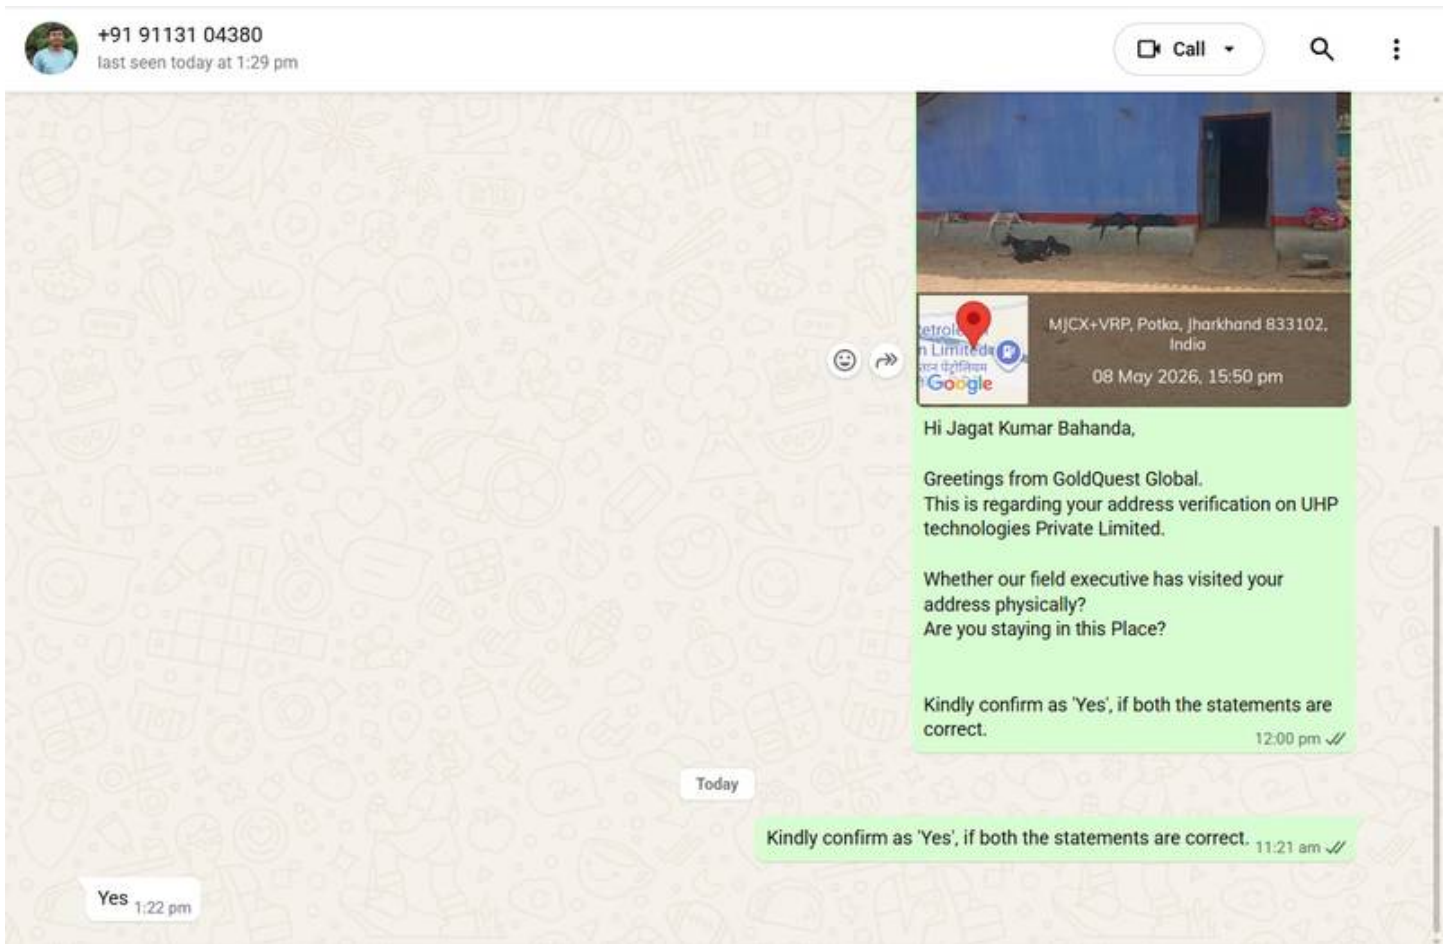 +91 91131 04380
last seen today at 1:29 pm
Call
MJCX+VRP, Potka, Jharkhand 833102,
India
08 May 2026, 15:50 pm
Limited
Google
Hi Jagat Kumar Bahanda,
Greetings from GoldQuest Global.
This is regarding your address verification on UHP
technologies Private Limited.
Whether our field executive has visited your
address physically?
Are you staying in this Place?
Kindly confirm as 'Yes', if both the statements are
correct.
12:00 pm
Today
Kindly confirm as 'Yes', if both the statements are correct. 11:21 am
Yes 1:22 pm